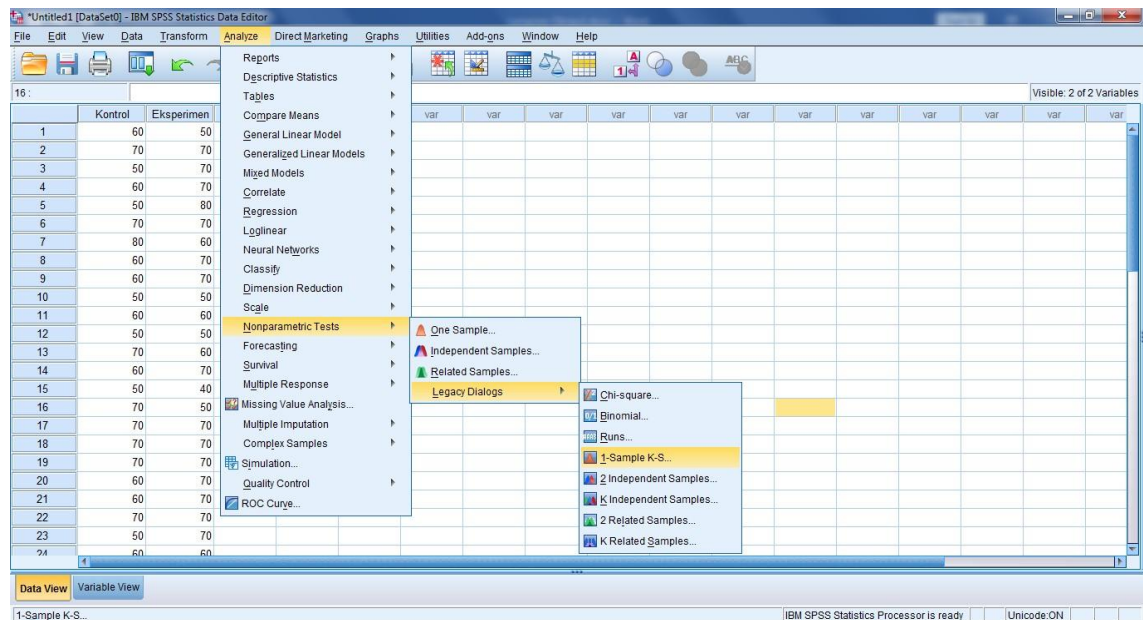 *Untitled1 [DataSet0] - IBM SPSS Statistics Data Editor
File Edit View Data Transform Analyze Direct Marketing Graphs Utilities Add-ons Window Help
16 :
Visible: 2 of 2 Variables
Kontrol Eksperimen var var var var var var var var var var var
1 60 50
2 70 70
3 50 70
4 60 70
5 50 80
6 70 70
7 80 60
8 60 70
9 60 70
10 50 50
11 60 60
12 50 50
13 70 60
14 60 70
15 50 40
16 70 50
17 70 70
18 70 70
19 70 70
20 60 70
21 60 70
22 70 70
23 50 70
24 60 60
Reports
Descriptive Statistics
Tables
Compare Means
General Linear Model
Generalized Linear Models
Mixed Models
Correlate
Regression
Loglinear
Neural Networks
Classify
Dimension Reduction
Scale
Nonparametric Tests
Forecasting
Survival
Multiple Response
Missing Value Analysis...
Multiple Imputation
Complex Samples
Simulation...
Quality Control
ROC Curve...
One Sample...
Independent Samples...
Related Samples...
Legacy Dialogs
Chi-square...
Binomial...
Runs...
1-Sample K-S...
2 Independent Samples...
K Independent Samples...
2 Related Samples...
K Related Samples...
Data View Variable View
1-Sample K-S...
IBM SPSS Statistics Processor is ready
Unicode:ON